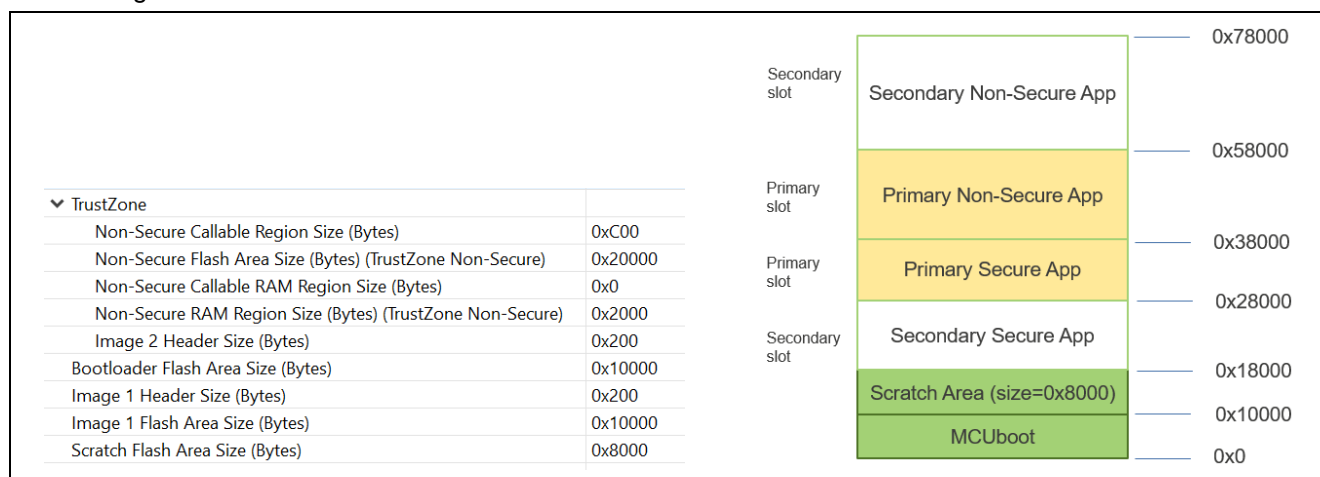 TrustZone
Non-Secure Callable Region Size (Bytes) 0xC00
Non-Secure Flash Area Size (Bytes) (TrustZone Non-Secure) 0x20000
Non-Secure Callable RAM Region Size (Bytes) 0x0
Non-Secure RAM Region Size (Bytes) (TrustZone Non-Secure) 0x2000
Image 2 Header Size (Bytes) 0x200
Bootloader Flash Area Size (Bytes) 0x10000
Image 1 Header Size (Bytes) 0x200
Image 1 Flash Area Size (Bytes) 0x10000
Scratch Flash Area Size (Bytes) 0x8000
0x78000
Secondary
slot
Secondary Non-Secure App
0x58000
Primary
slot
Primary Non-Secure App
0x38000
Primary
slot
Primary Secure App
0x28000
Secondary
slot
Secondary Secure App
0x18000
Scratch Area (size=0x8000)
0x10000
MCUboot
0x0